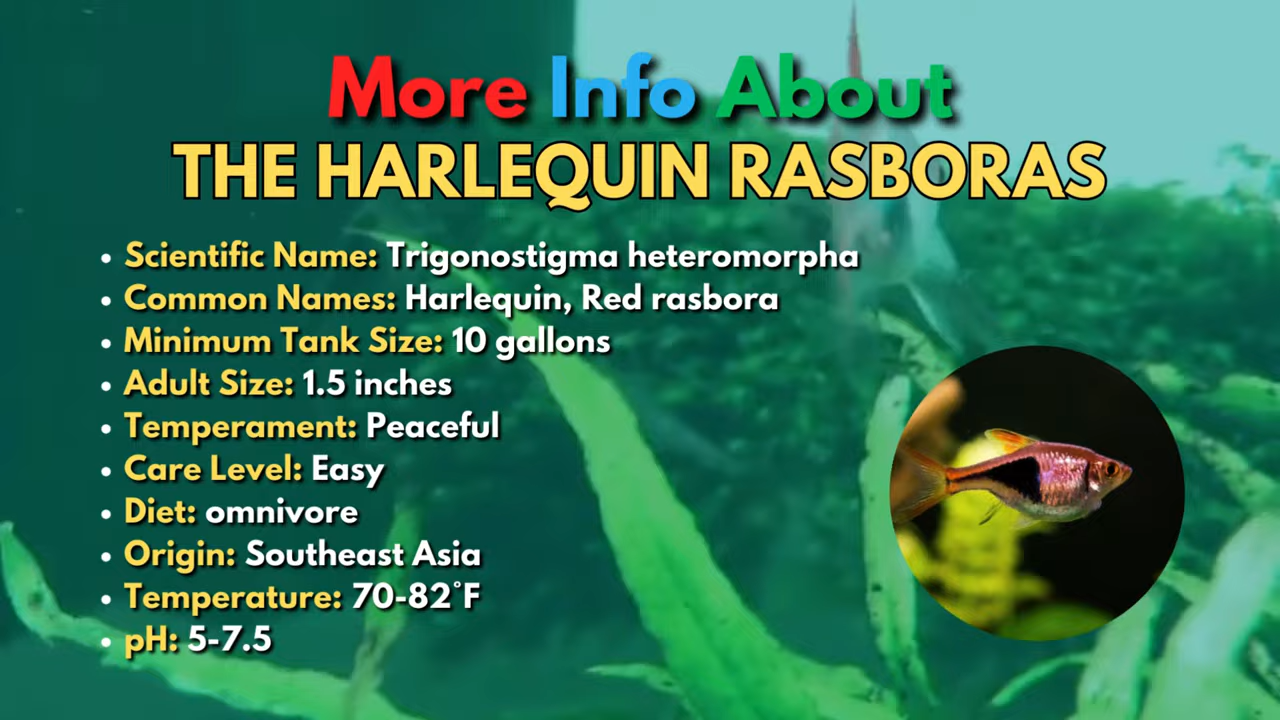 More Info About
THE HARLEQUIN RASBORAS
• Scientific Name: Trigonostigma heteromorpha
• Common Names: Harlequin, Red rasbora
• Minimum Tank Size: 10 gallons
• Adult Size: 1.5 inches
• Temperament: Peaceful
• Care Level: Easy
• Diet: omnivore
• Origin: Southeast Asia
• Temperature: 70-82°F
• pH: 5-7.5